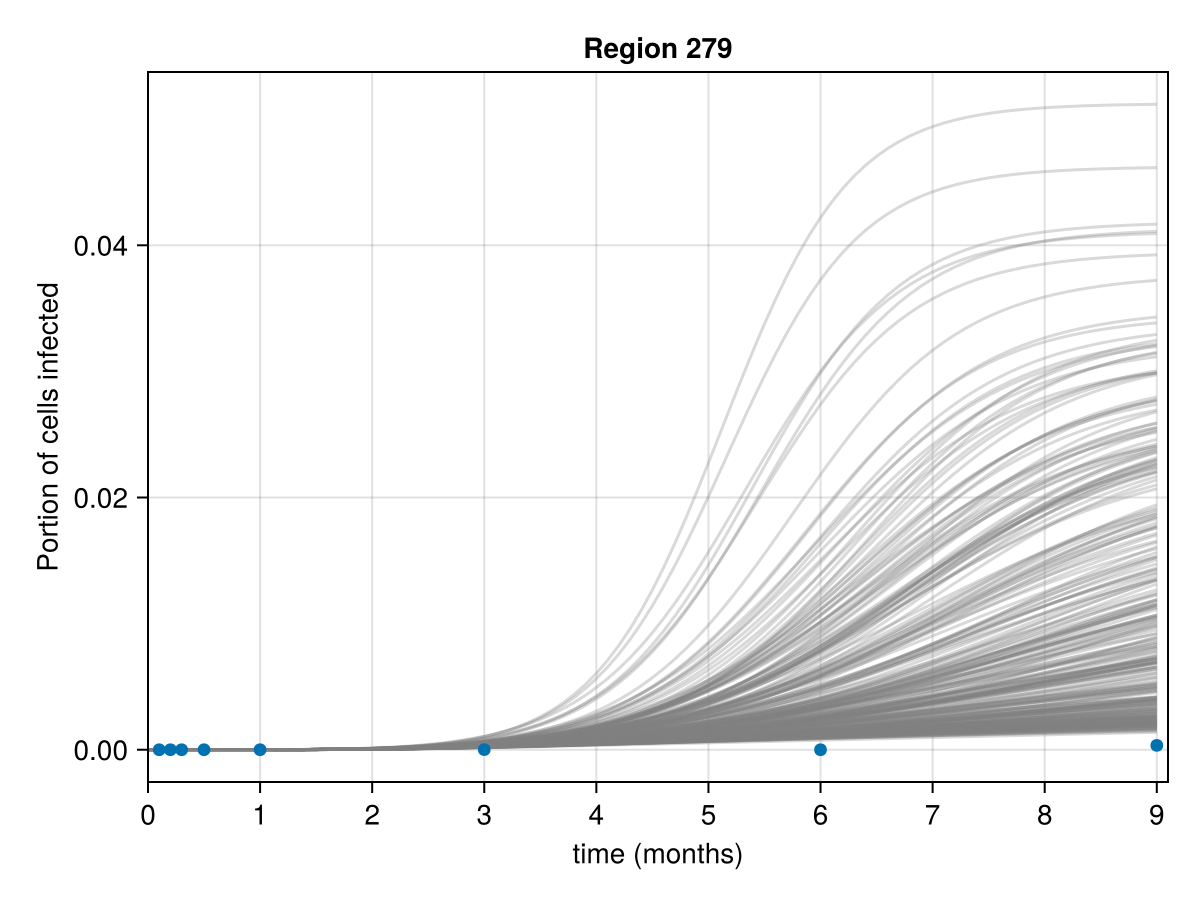 Region 279
Portion of cells infected
0.04
0.02
0.00
0 1 2 3 4 5 6 7 8 9
time (months)